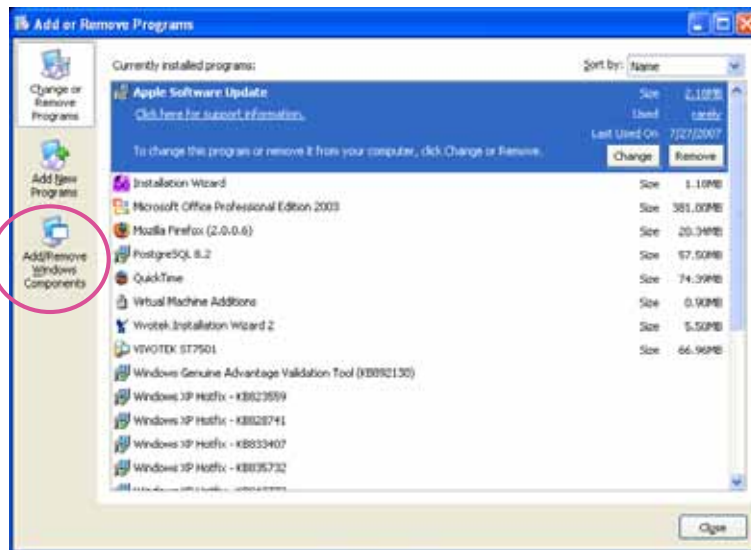 Add or Remove Programs
Change or
Remove
Programs
Add New
Programs
Add/Remove
Windows
Components
Currently installed programs:
Sort by: Name
Apple Software Update
Size 2.10MB
Click here for support information.
Used rarely
Last Used On 7/27/2007
To change this program or remove it from your computer, click Change or Remove.
Change Remove
Installation Wizard Size 1.10MB
Microsoft Office Professional Edition 2003 Size 381.00MB
Mozilla Firefox (2.0.0.6) Size 20.34MB
PostgreSQL 8.2 Size 57.50MB
QuickTime Size 74.39MB
Virtual Machine Additions Size 0.90MB
Vivotek Installation Wizard 2 Size 5.50MB
VIVOTEK ST7501 Size 66.96MB
Windows Genuine Advantage Validation Tool (KB892130)
Windows XP Hotfix - KB823559
Windows XP Hotfix - KB828741
Windows XP Hotfix - KB833407
Windows XP Hotfix - KB835732
Close